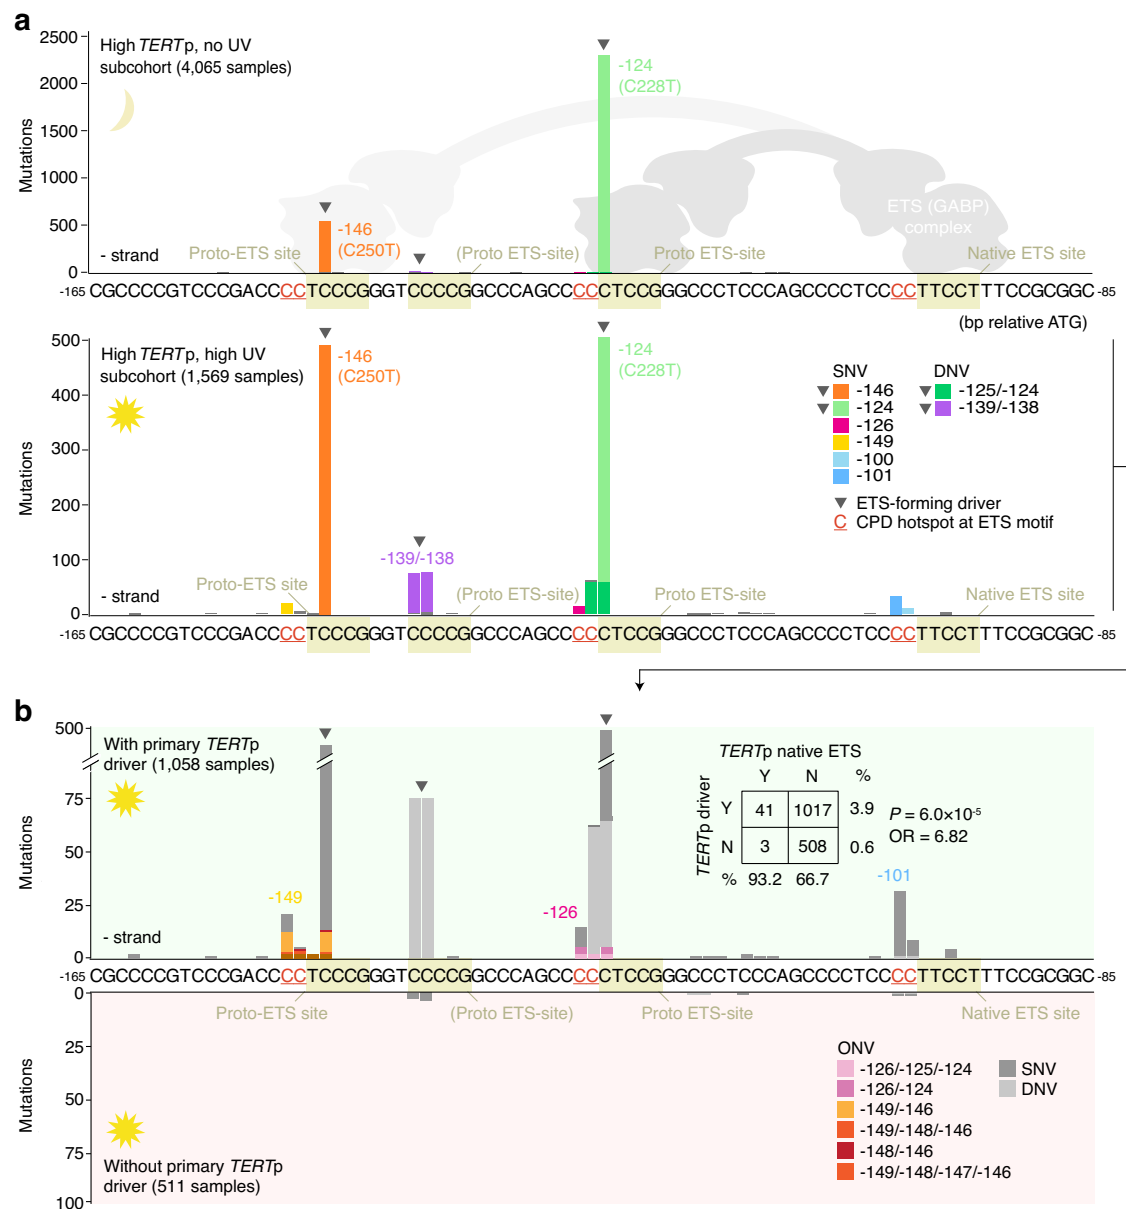 a
High TERTp, no UV
subcohort (4,065 samples)
2500
2000
1500
1000
500
0
Mutations
-124
(C228T)
-146
(C250T)
ETS (GABP)
complex
- strand
Proto-ETS site
(Proto ETS-site)
Proto ETS-site
Native ETS site
-165 CGCCCCGTCCCGACCCCTCCCGGGTCCCCGGCCCAGCCCCCTCCGGGCCCTCCCAGCCCCTCCCCTTCCTTTCCGCGGC -85
(bp relative ATG)
High TERTp, high UV
subcohort (1,569 samples)
500
400
300
200
100
0
Mutations
-146
(C250T)
-124
(C228T)
-139/-138
SNV
-146
-124
-126
-149
-100
-101
DNV
-125/-124
-139/-138
ETS-forming driver
C CPD hotspot at ETS motif
- strand
Proto-ETS site
(Proto ETS-site)
Proto ETS-site
Native ETS site
-165 CGCCCCGTCCCGACCCCTCCCGGGTCCCCGGCCCAGCCCCCTCCGGGCCCTCCCAGCCCCTCCCCTTCCTTTCCGCGGC -85
b
With primary TERTp
driver (1,058 samples)
500
75
50
25
0
Mutations
-149
-126
-101
TERTp native ETS
Y N %
TERTp driver
Y 41 1017 3.9
N 3 508 0.6
% 93.2 66.7
P = 6.0×10-5
OR = 6.82
- strand
-165 CGCCCCGTCCCGACCCCTCCCGGGTCCCCGGCCCAGCCCCCTCCGGGCCCTCCCAGCCCCTCCCCTTCCTTTCCGCGGC -85
Proto-ETS site
(Proto ETS-site)
Proto ETS-site
Native ETS site
0
25
50
75
100
Mutations
Without primary TERTp
driver (511 samples)
ONV
-126/-125/-124
-126/-124
-149/-146
-149/-148/-146
-148/-146
-149/-148/-147/-146
SNV
DNV